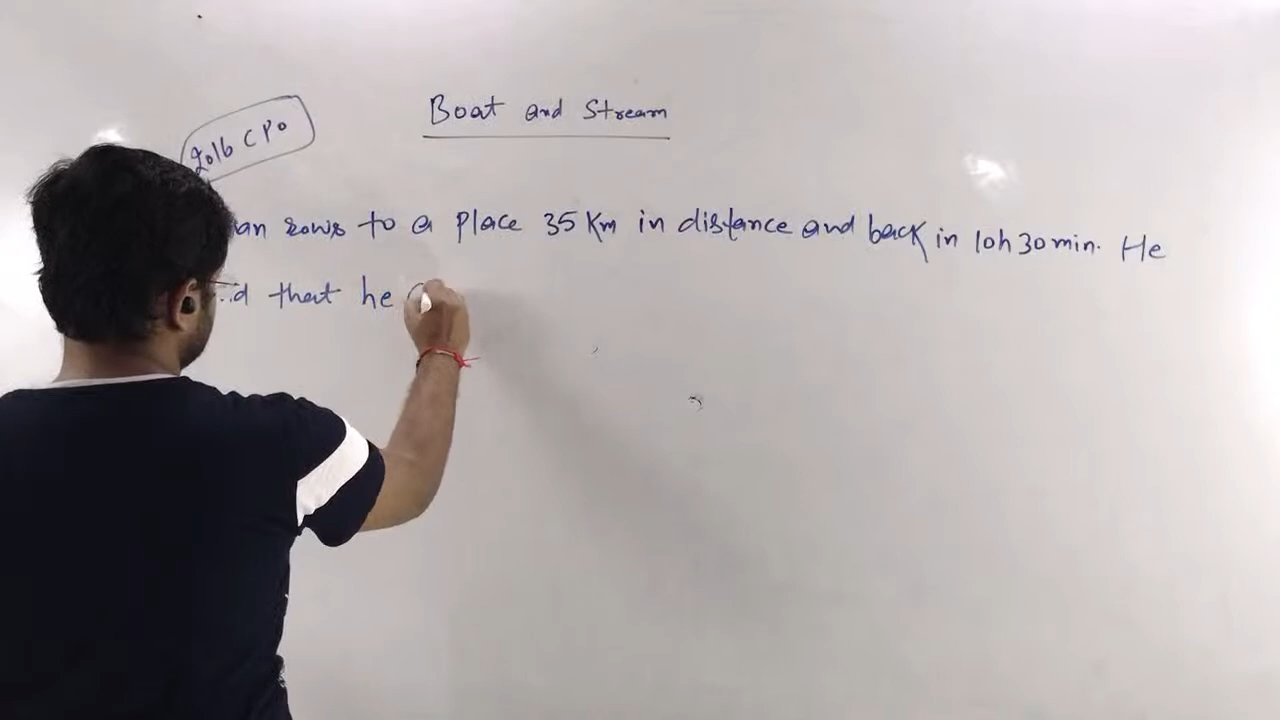 Boat and Stream
2016 CPO
an rows to a place 35 Km in distance and back in 10h 30min. He
d that he